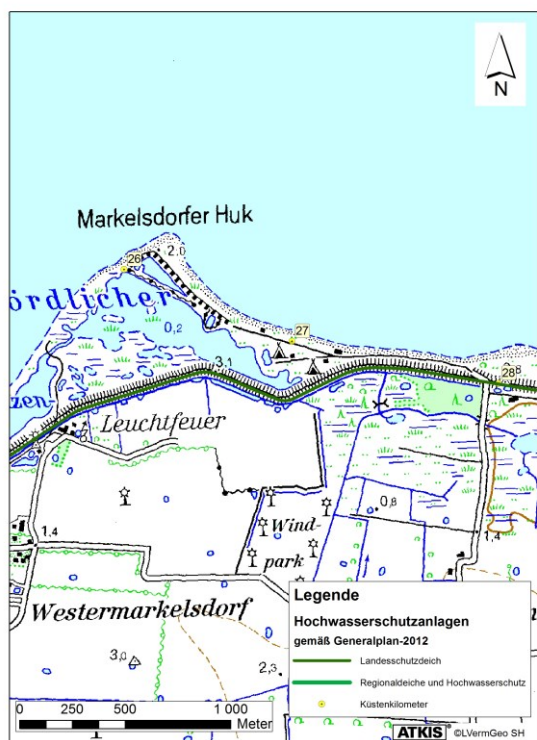 N
Markelsdorfer Huk
26
2.0
ördlicher
0,2
27
3,1
28
zen-
Leuchtfeuer
0,8
Wind-
park
1,4
1,4
Westermarkelsdorf
3,0
2,3
Legende
Hochwasserschutzanlagen
gemäß Generalplan-2012
Landesschutzdeich
Regionaldeiche und Hochwasserschutz
Küstenkilometer
0 250 500 1 000
Meter
ATKIS ©LVermGeo SH